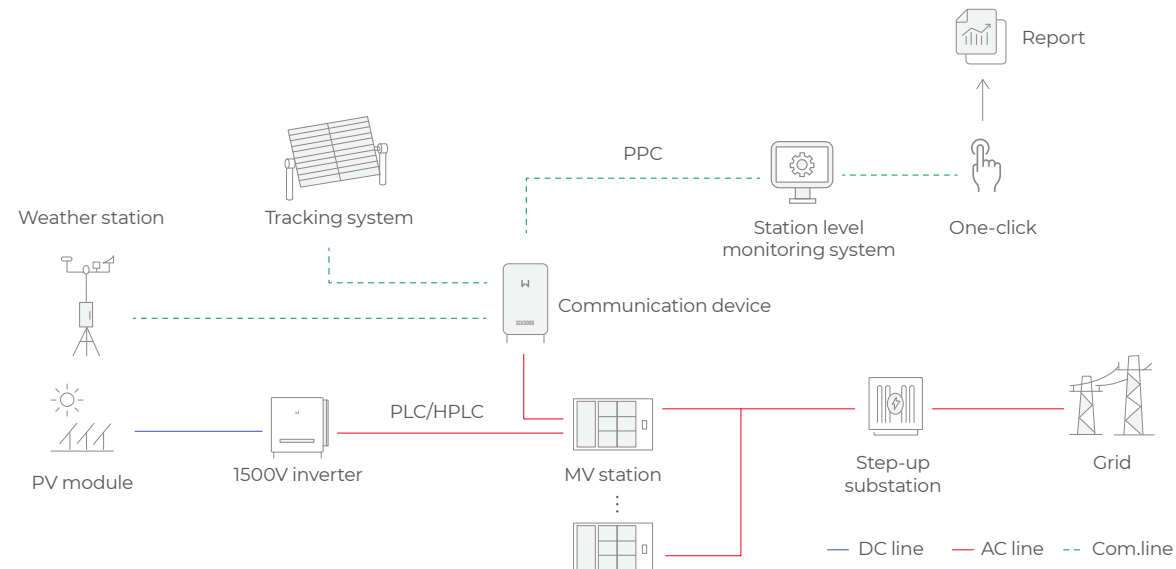 Report
PPC
Weather station
Tracking system
Station level
monitoring system
One-click
Communication device
PLC/HPLC
PV module
1500V inverter
MV station
Step-up
substation
Grid
DC line
AC line
Com.line